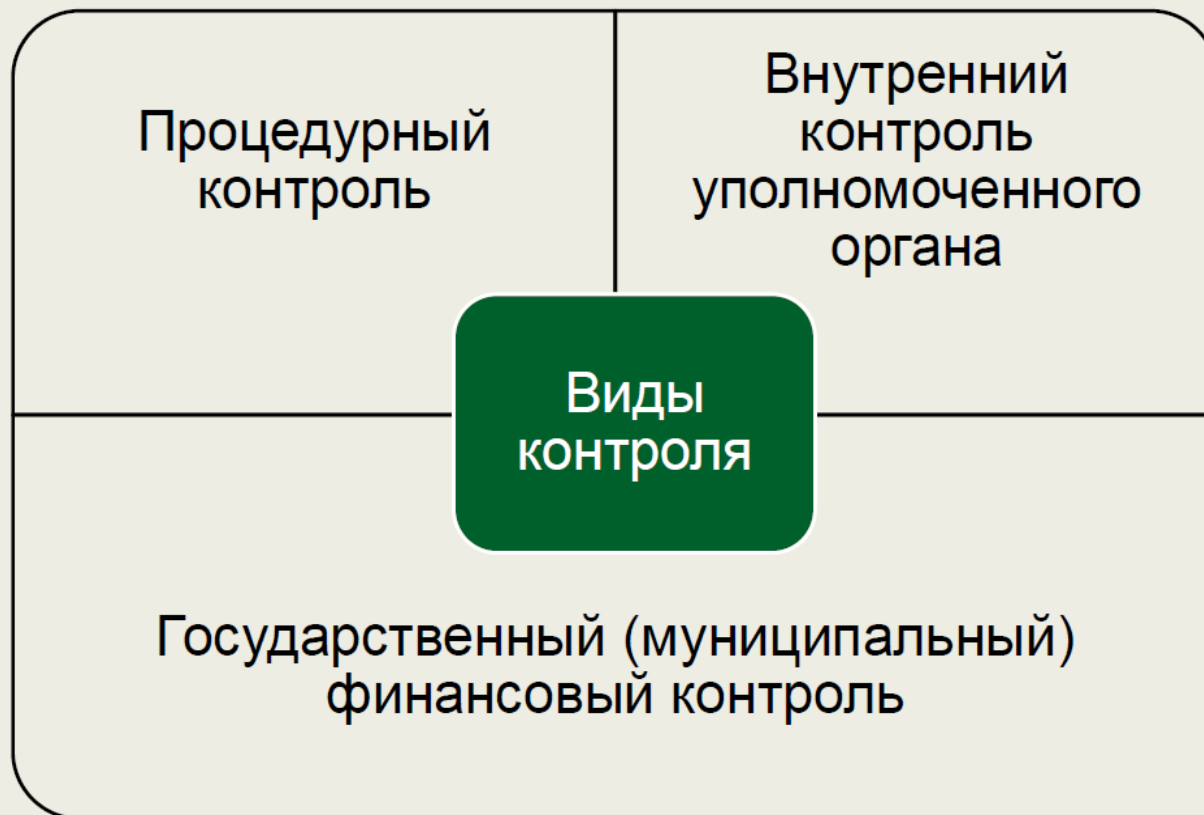 Процедурный
контроль
Внутренний
контроль
уполномоченного
органа
Виды
контроля
Государственный (муниципальный)
финансовый контроль